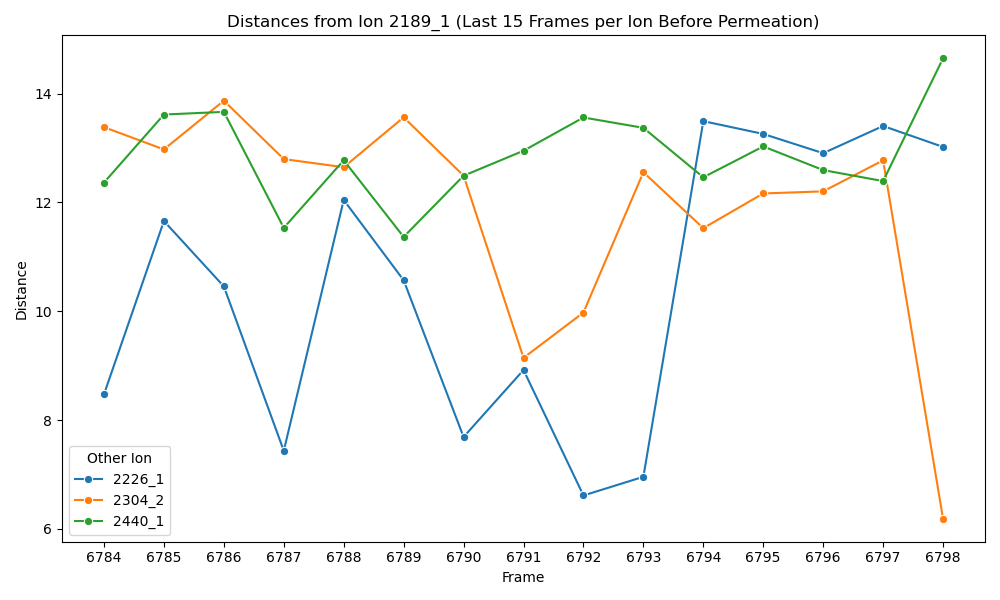 Distances from Ion 2189_1 (Last 15 Frames per Ion Before Permeation)
Distance
14
12
10
8
6
Other Ion
2226_1
2304_2
2440_1
6784 6785 6786 6787 6788 6789 6790 6791 6792 6793 6794 6795 6796 6797 6798
Frame